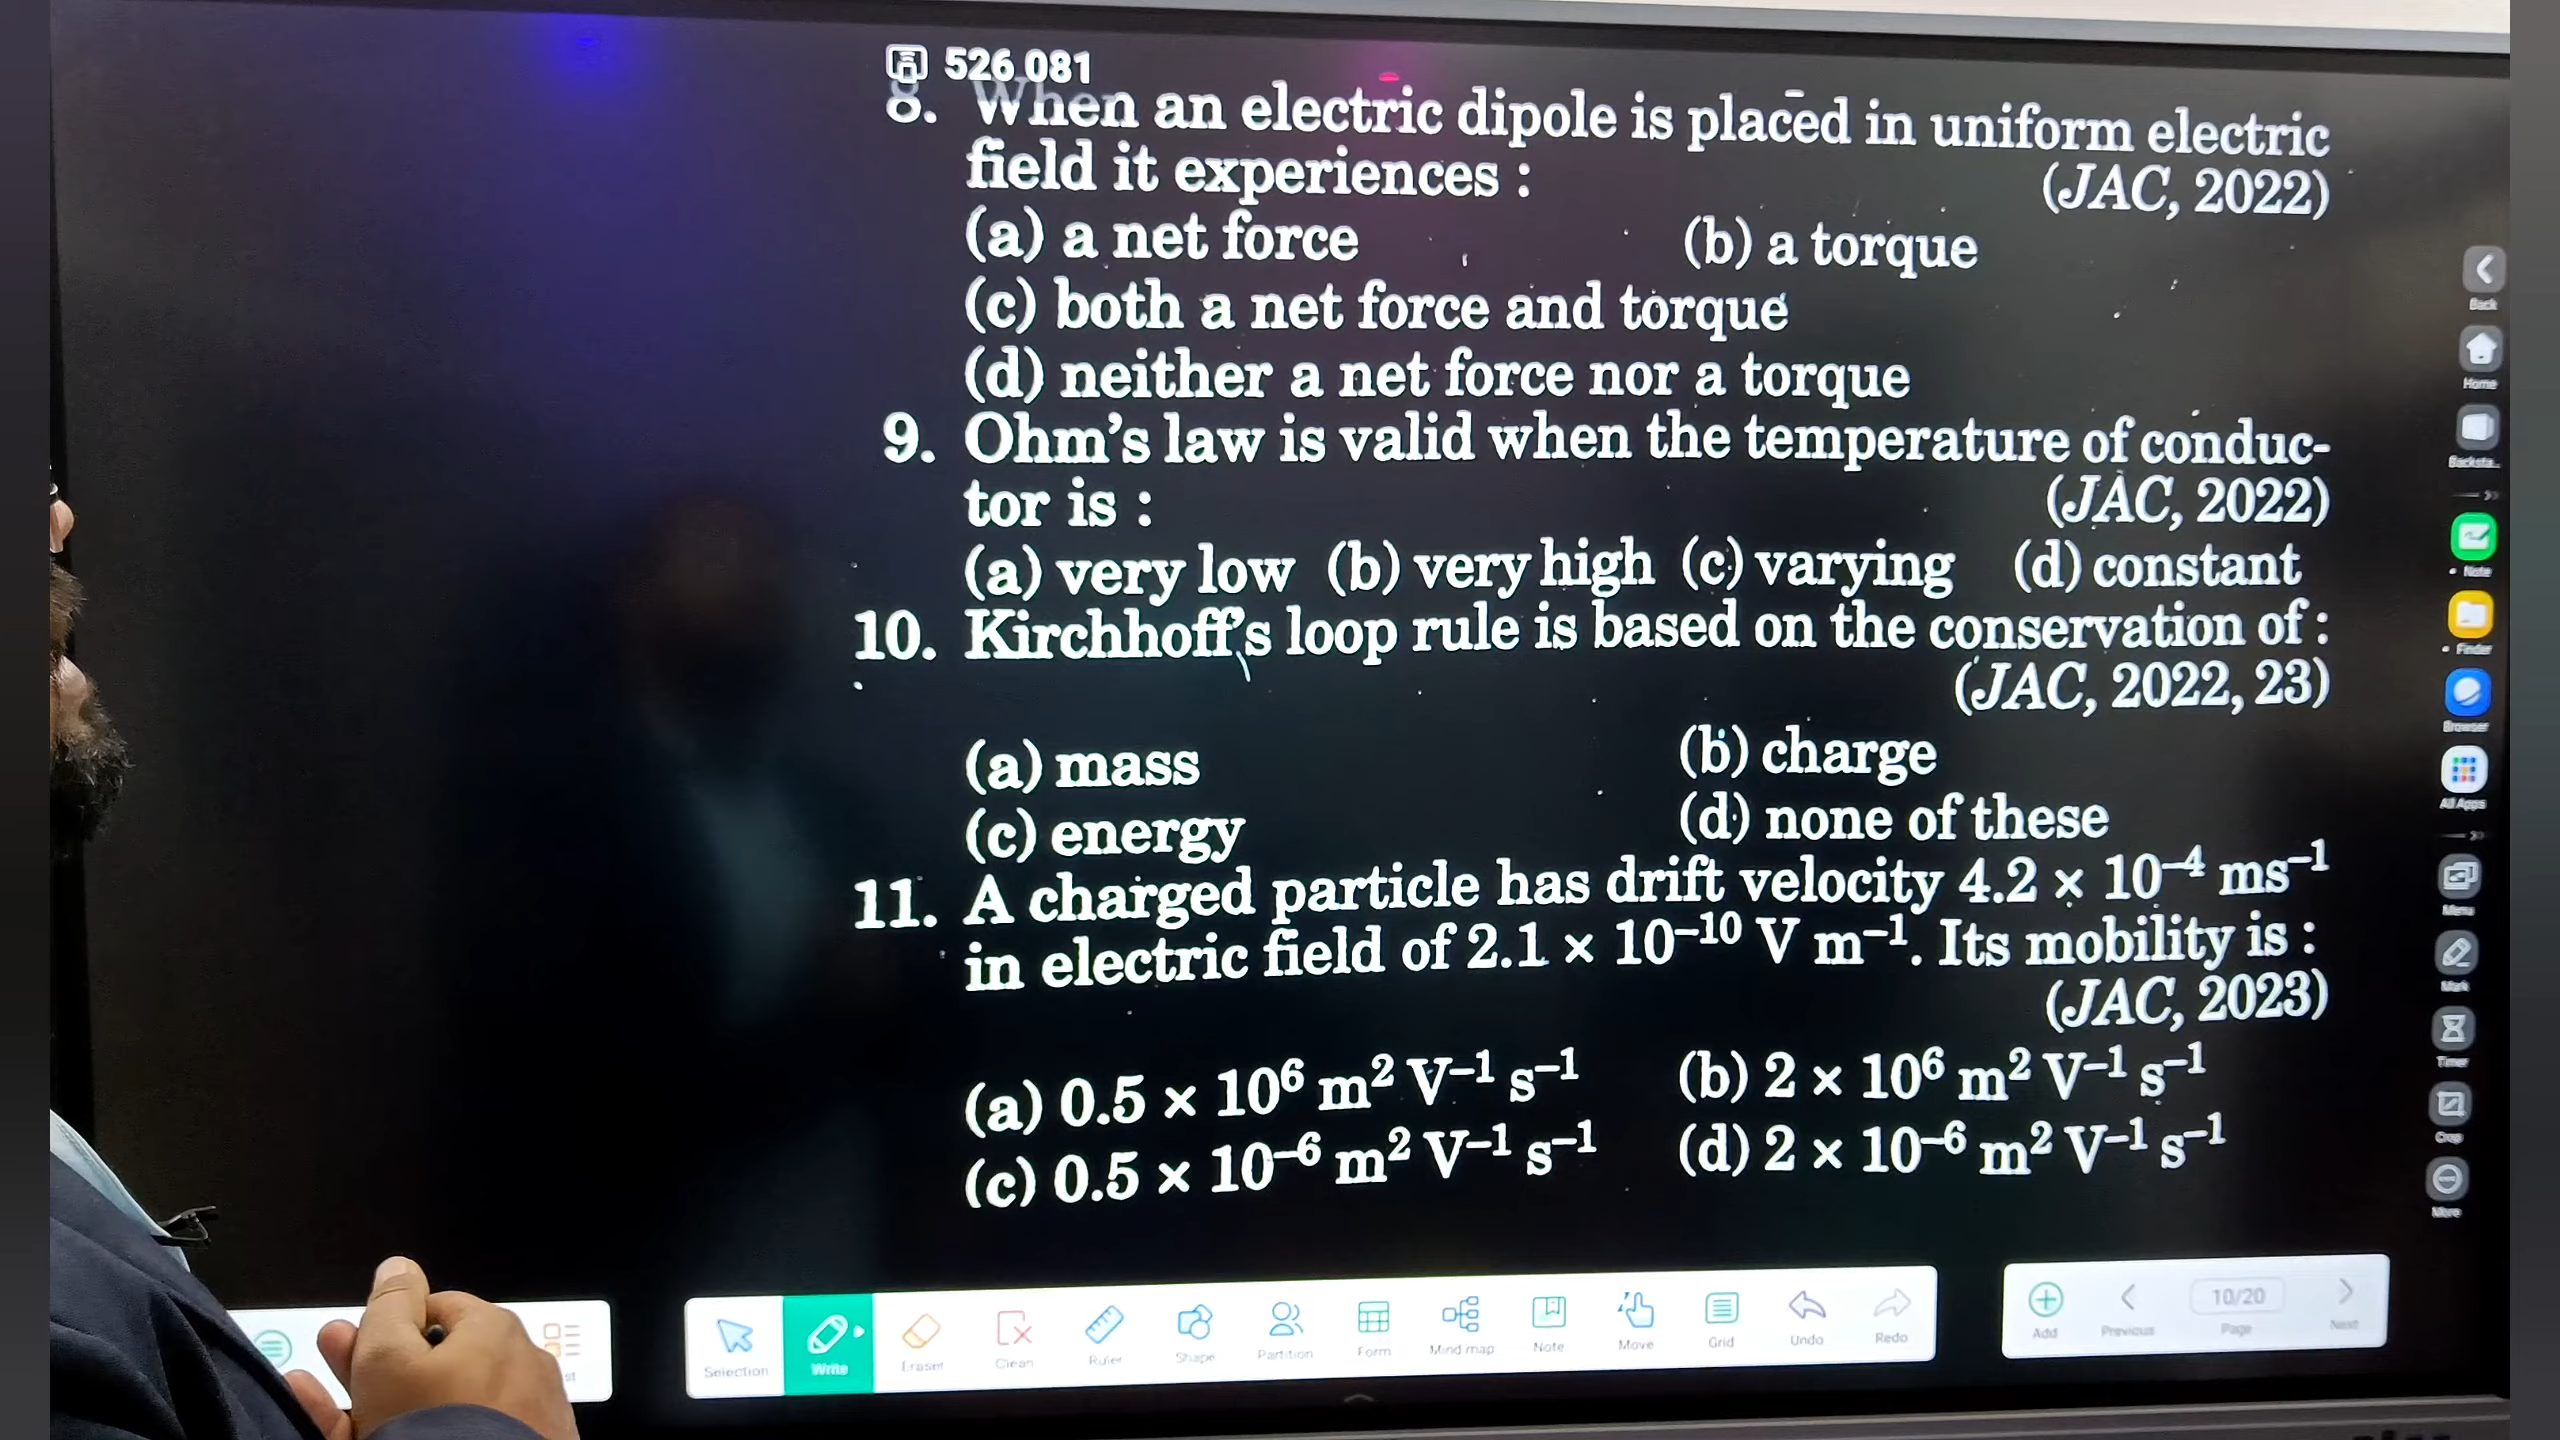 526 081
8. When an electric dipole is placed in uniform electric
field it experiences : (JAC, 2022)
(a) a net force (b) a torque
(c) both a net force and torque
(d) neither a net force nor a torque
9. Ohm's law is valid when the temperature of conduc-
tor is : (JAC, 2022)
(a) very low (b) very high (c) varying (d) constant
10. Kirchhoff's loop rule is based on the conservation of :
(JAC, 2022, 23)
(a) mass (b) charge
(c) energy (d) none of these
11. A charged particle has drift velocity 4.2 × 10⁻⁴ ms⁻¹
in electric field of 2.1 × 10⁻¹⁰ V m⁻¹. Its mobility is :
(JAC, 2023)
(a) 0.5 × 10⁶ m² V⁻¹ s⁻¹ (b) 2 × 10⁶ m² V⁻¹ s⁻¹
(c) 0.5 × 10⁻⁶ m² V⁻¹ s⁻¹ (d) 2 × 10⁻⁶ m² V⁻¹ s⁻¹
Back
Home
Note
Finder
Browser
All Apps
Menu
Mark
Timer
Crop
More
Selection Write Eraser Clean Ruler Shape Partition Form Mind map Note Move Grid Undo Redo
Add Previous 10/20 Page Next